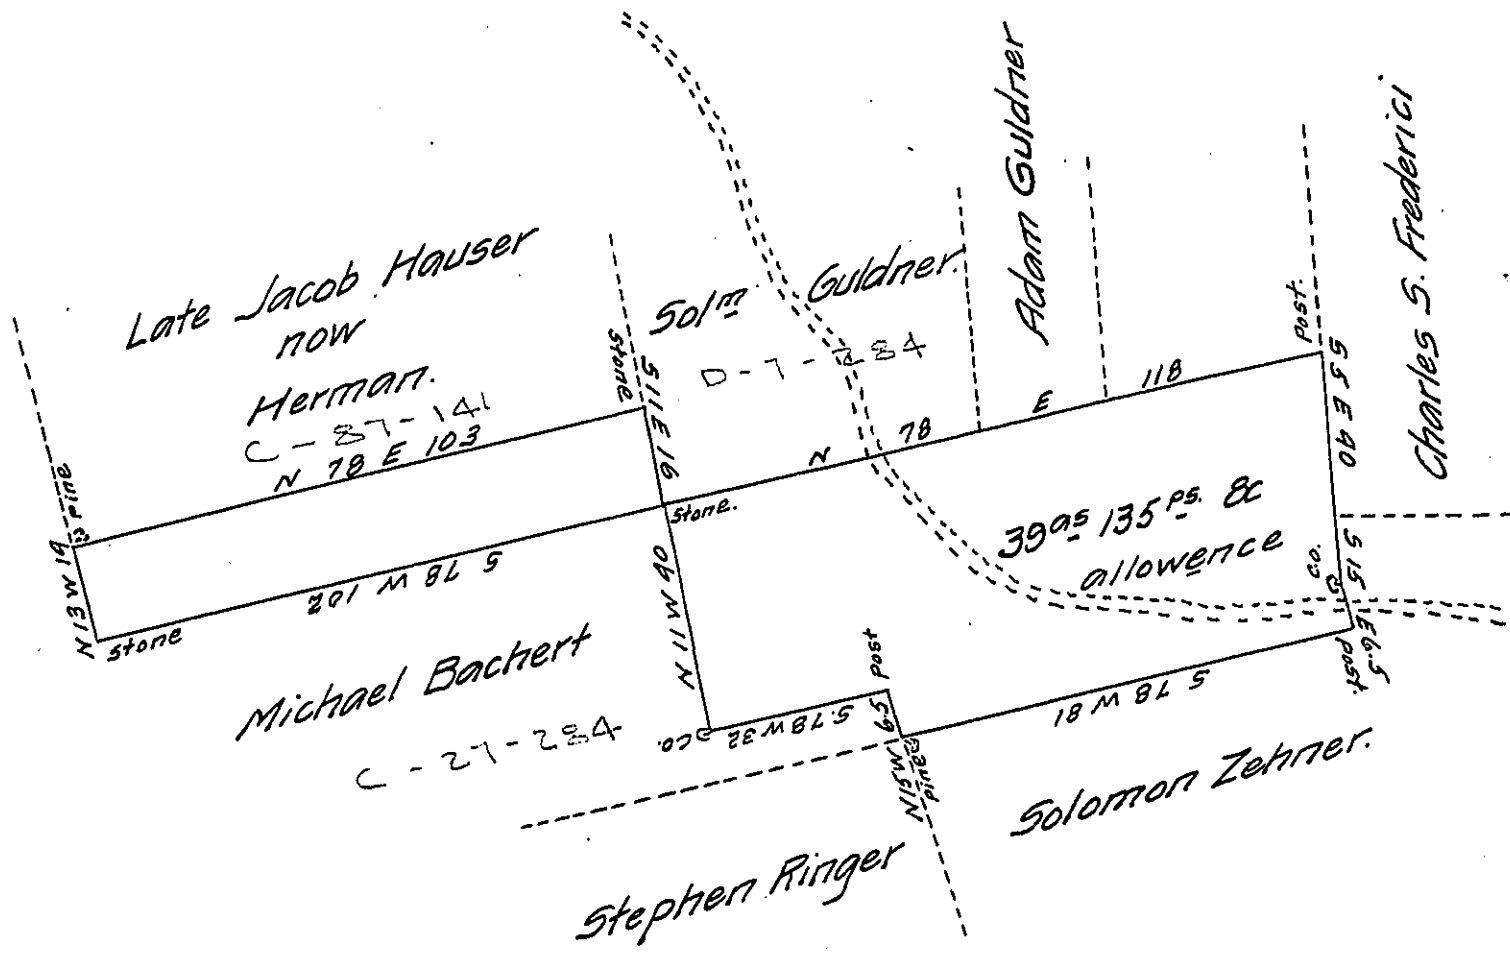 Late Jacob Hauser
now
Herman.
C-87-141
N 78 E 103
Pine
N 13 W 19
Stone
S 78 W 102
Stone
S 11 E 16
Stone.
Solm Guldner.
D-7-284
Adam Guldner
N 78 E 118
Post.
S 5 E 90
Charles S. Frederici
39as 135ps. &c
allowence
C.O.
S 15 E 6.5
Post.
S 78 W 81
Solomon Zehner.
Pine
N 15 W 6.5
Post
S. 78 W 32
C.O.
N 11 W 40
Michael Bachert
C-27-284
Stephen Ringer